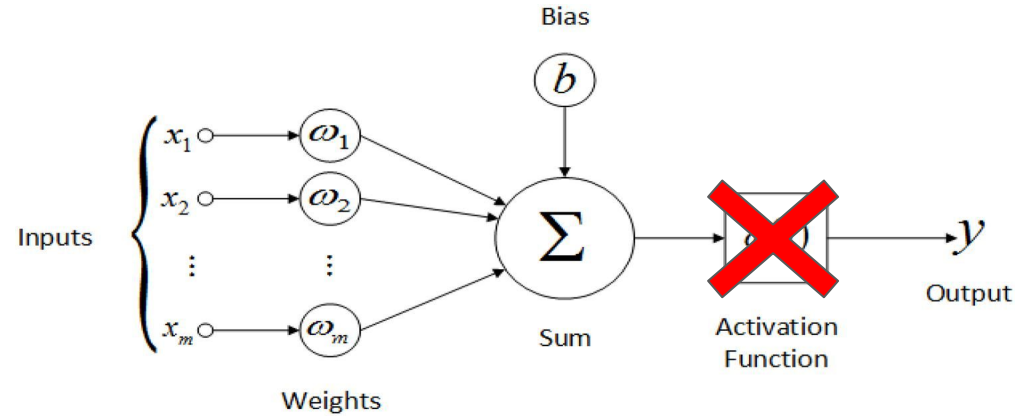 Bias
b
x₁
ω₁
x₂
ω₂
Inputs
Σ
y
⋮
⋮
Output
xₘ
ωₘ
Sum
Activation
Function
Weights